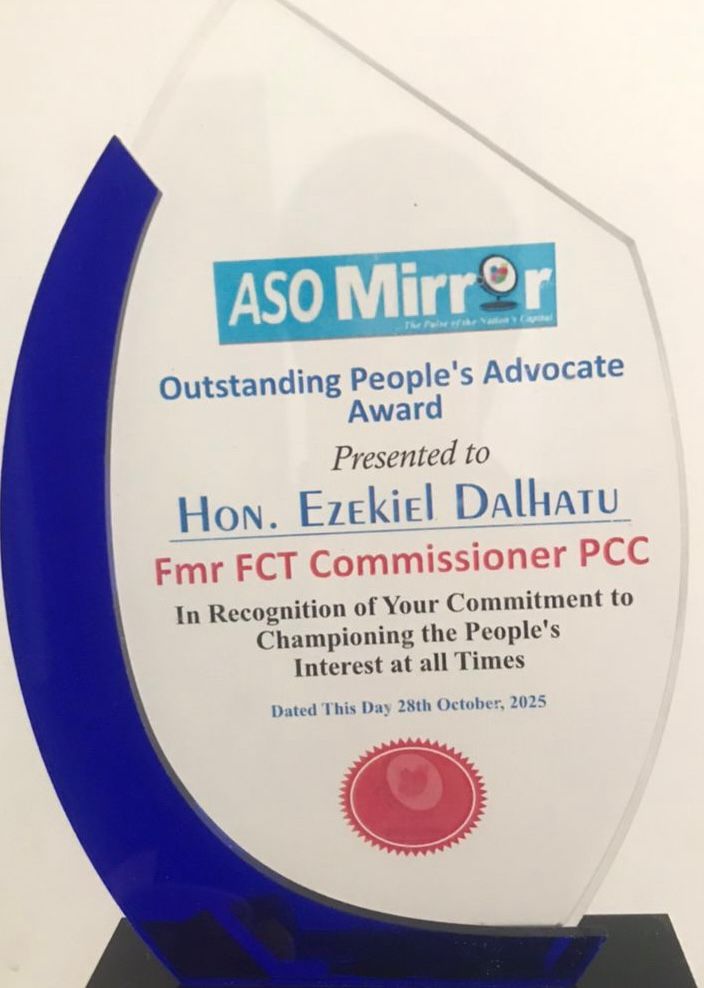 ASO Mirror
The Pulse of the Nation's Capital
Outstanding People's Advocate
Award
Presented to
Hon. Ezekiel Dalhatu
Fmr FCT Commissioner PCC
In Recognition of Your Commitment to
Championing the People's
Interest at all Times
Dated This Day 28th October, 2025